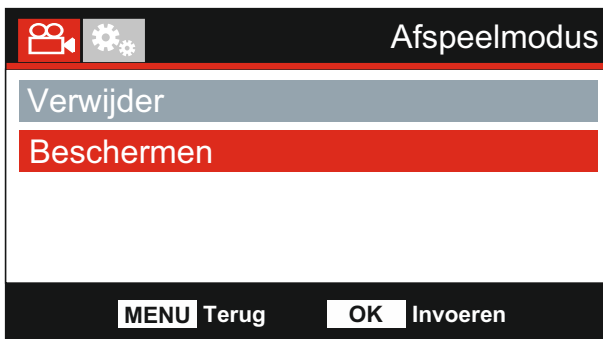 Afspeelmodus
Verwijder
Beschermen
MENU Terug OK Invoeren